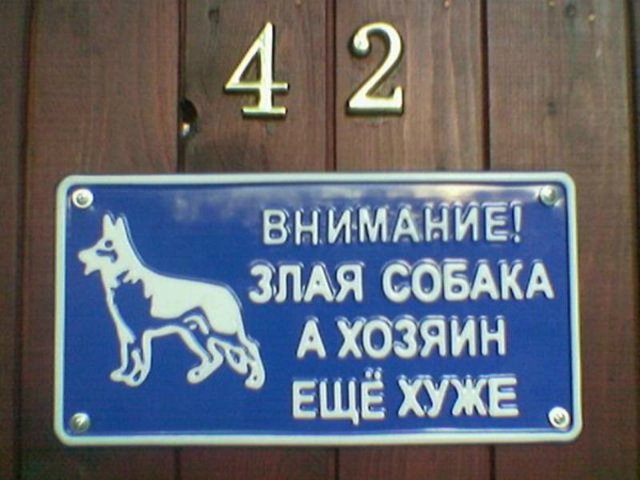 42
ВНИМАНИЕ!
ЗЛАЯ СОБАКА
А ХОЗЯИН
ЕЩЁ ХУЖЕ